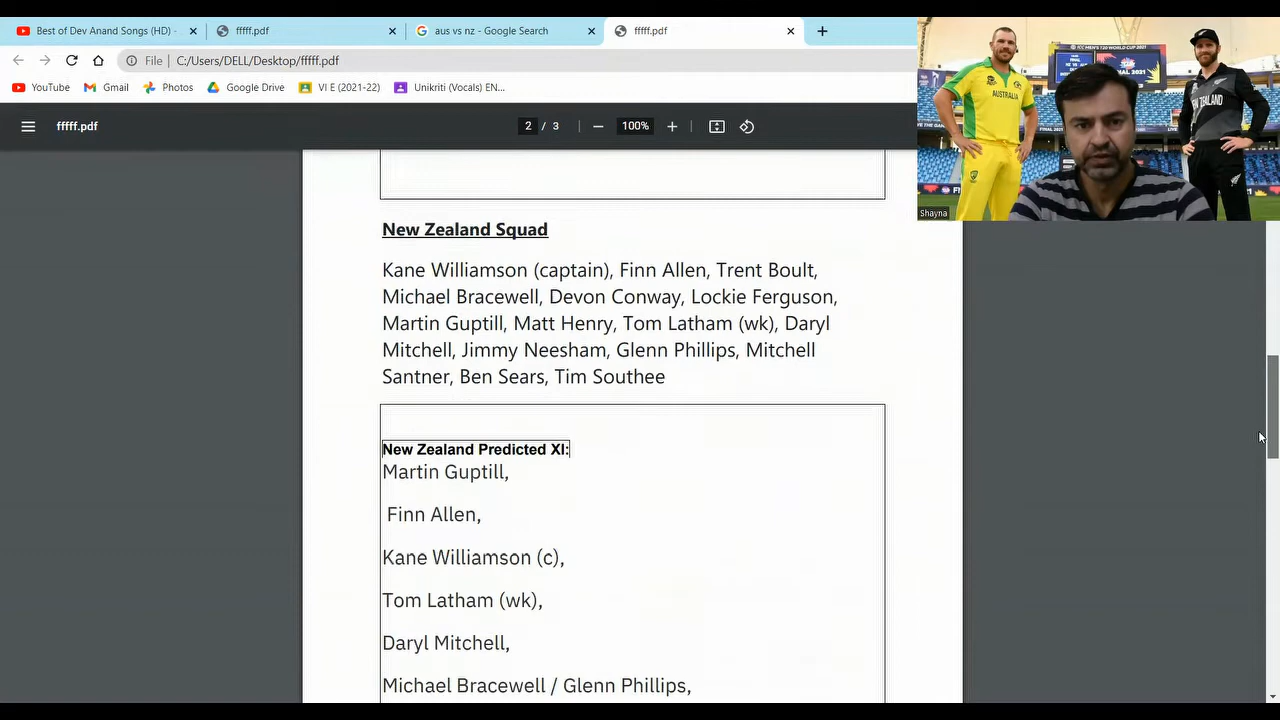 Best of Dev Anand Songs (HD) -
fffff.pdf
aus vs nz - Google Search
fffff.pdf
File
C:/Users/DELL/Desktop/fffff.pdf
YouTube
Gmail
Photos
Google Drive
VI E (2021-22)
Unikriti (Vocals) EN...
fffff.pdf
2 / 3
100%
New Zealand Squad
Kane Williamson (captain), Finn Allen, Trent Boult,
Michael Bracewell, Devon Conway, Lockie Ferguson,
Martin Guptill, Matt Henry, Tom Latham (wk), Daryl
Mitchell, Jimmy Neesham, Glenn Phillips, Mitchell
Santner, Ben Sears, Tim Southee
New Zealand Predicted XI:
Martin Guptill,
Finn Allen,
Kane Williamson (c),
Tom Latham (wk),
Daryl Mitchell,
Michael Bracewell / Glenn Phillips,
AUSTRALIA
Shayna